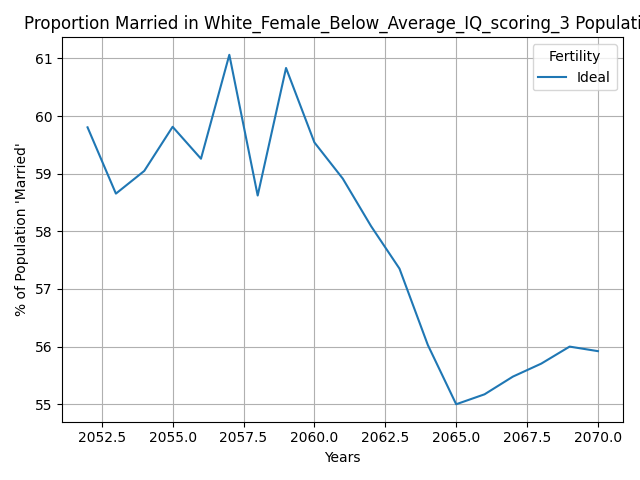 Proportion Married in White_Female_Below_Average_IQ_scoring_3 Populati
Fertility
Ideal
% of Population 'Married'
61
60
59
58
57
56
55
2052.5 2055.0 2057.5 2060.0 2062.5 2065.0 2067.5 2070.0
Years